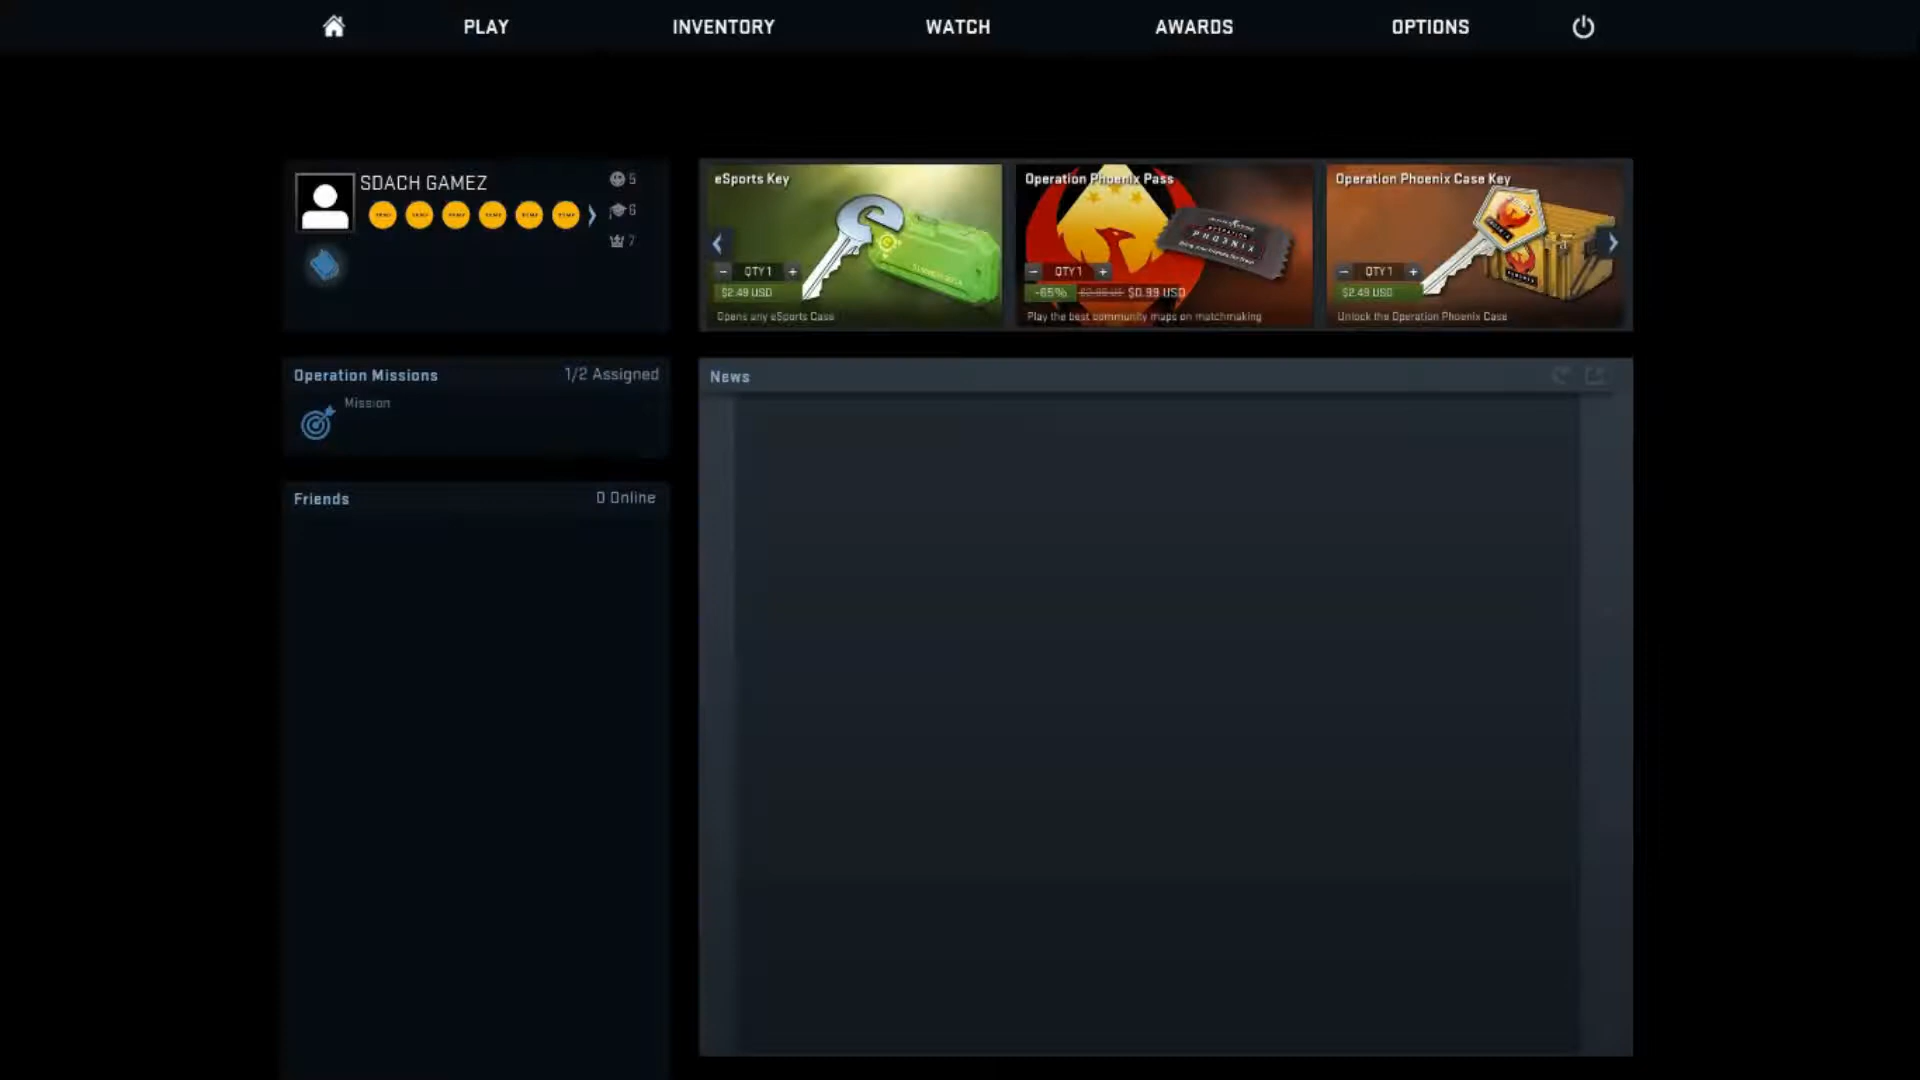 PLAY
INVENTORY
WATCH
AWARDS
OPTIONS
SDACH GAMEZ
5
6
7
eSports Key
- QTY 1 +
$2.49 USD
Opens any eSports Case
Operation Phoenix Pass
PHOENIX
- QTY 1 +
-65% $0.99 USD
Play the best community maps on matchmaking
Operation Phoenix Case Key
- QTY 1 +
$2.49 USD
Unlock the Operation Phoenix Case
Operation Missions
1/2 Assigned
Mission
Friends
0 Online
News